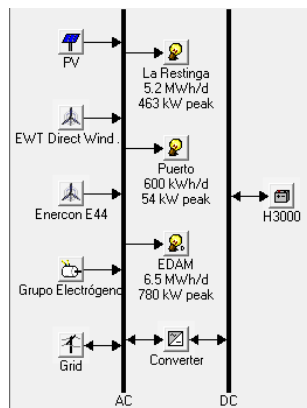 PV
La Restinga
5.2 MWh/d
463 kW peak
EWT Direct Wind .
Puerto
600 kWh/d
54 kW peak
Enercon E44
H3000
EDAM
6.5 MWh/d
780 kW peak
Grupo Electrógeno
Grid
Converter
AC
DC